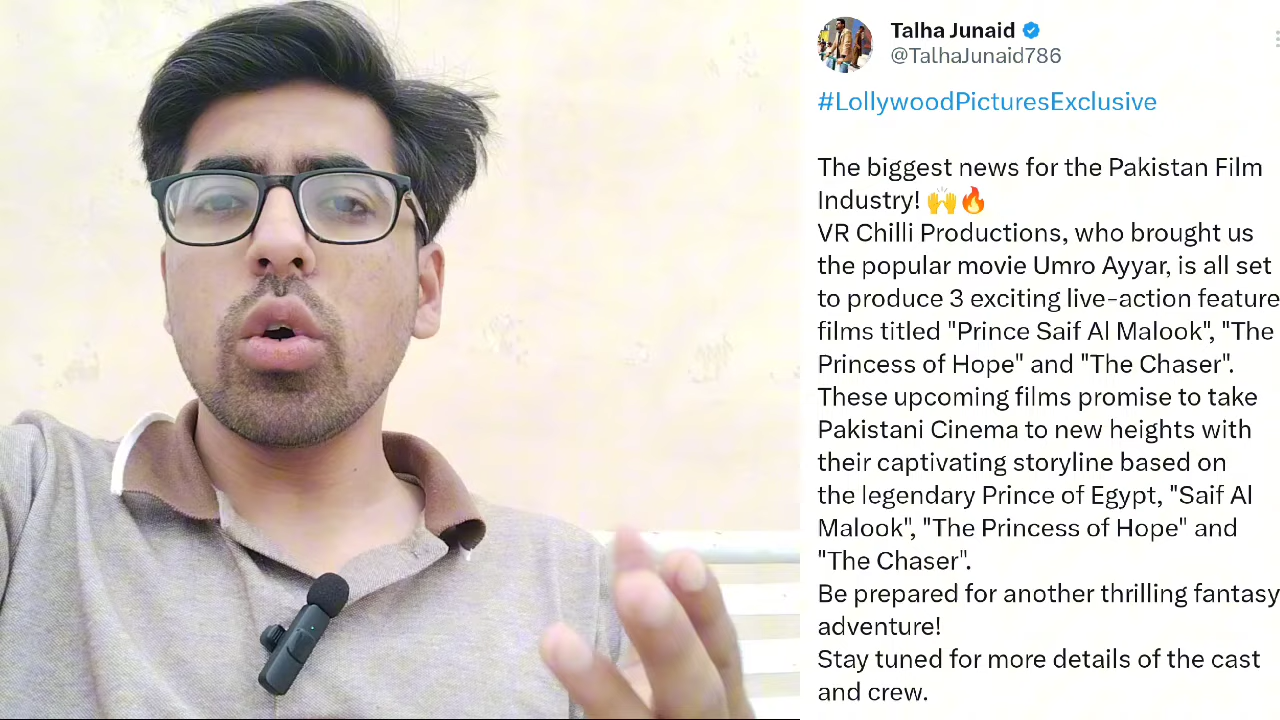 Talha Junaid
@TalhaJunaid786
#LollywoodPicturesExclusive
The biggest news for the Pakistan Film
Industry! 🙌🔥
VR Chilli Productions, who brought us
the popular movie Umro Ayyar, is all set
to produce 3 exciting live-action feature
films titled "Prince Saif Al Malook", "The
Princess of Hope" and "The Chaser".
These upcoming films promise to take
Pakistani Cinema to new heights with
their captivating storyline based on
the legendary Prince of Egypt, "Saif Al
Malook", "The Princess of Hope" and
"The Chaser".
Be prepared for another thrilling fantasy
adventure!
Stay tuned for more details of the cast
and crew.